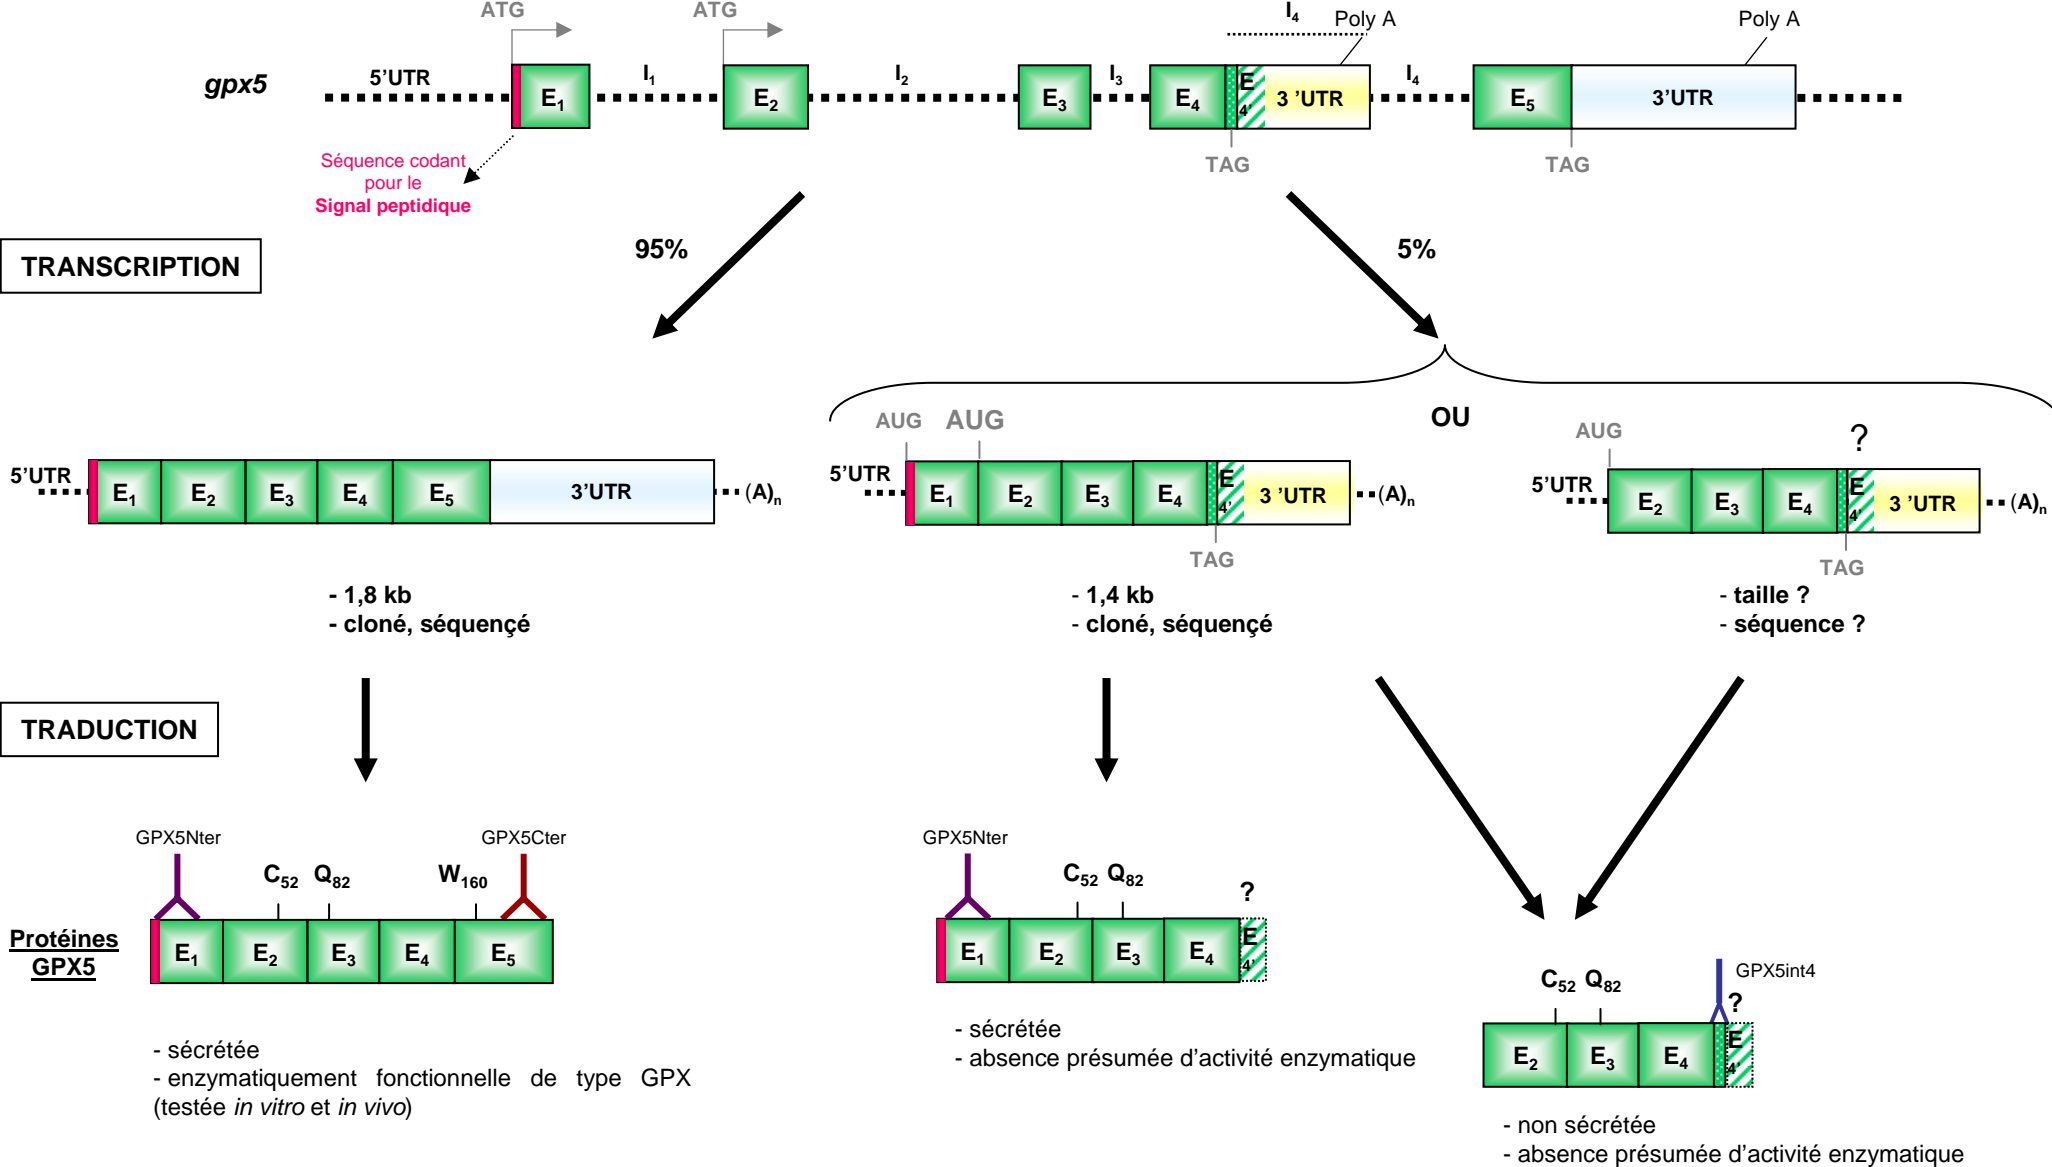 ATG ATG I4 Poly A Poly A
gpx5 5'UTR E1 I1 E2 I2 E3 I3 E4 E 4' 3 'UTR I4 E5 3'UTR
TAG TAG
Séquence codant
pour le
Signal peptidique
95% 5%
TRANSCRIPTION
AUG AUG OU AUG ?
5'UTR E1 E2 E3 E4 E5 3'UTR (A)n
5'UTR E1 E2 E3 E4 E 4' 3 'UTR (A)n
5'UTR E2 E3 E4 E 4' 3 'UTR (A)n
TAG TAG
- 1,8 kb
- cloné, séquençé
- 1,4 kb
- cloné, séquençé
- taille ?
- séquence ?
TRADUCTION
GPX5Nter GPX5Cter
C52 Q82 W160
Protéines
GPX5
E1 E2 E3 E4 E5
- sécrétée
- enzymatiquement fonctionnelle de type GPX
(testée in vitro et in vivo)
GPX5Nter
C52 Q82 ?
E1 E2 E3 E4 E 4'
- sécrétée
- absence présumée d'activité enzymatique
GPX5int4
C52 Q82 ?
E2 E3 E4 E 4'
- non sécrétée
- absence présumée d'activité enzymatique